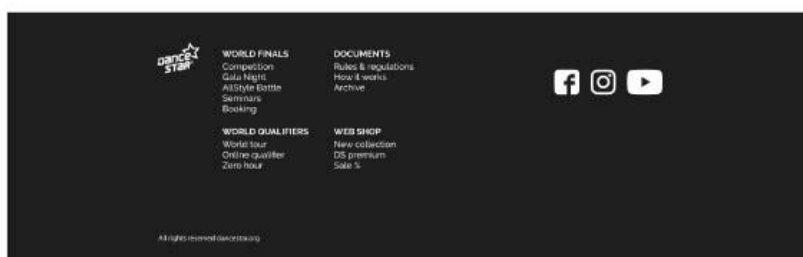 DANCE STAR
WORLD FINALS
Competition
Gala Night
AllStyle Battle
Seminars
Booking
DOCUMENTS
Rules & regulations
How it works
Archive
WORLD QUALIFIERS
World tour
Online qualifier
Zero hour
WEB SHOP
New collection
DS premium
Sale %
All rights reserved dancestar.org